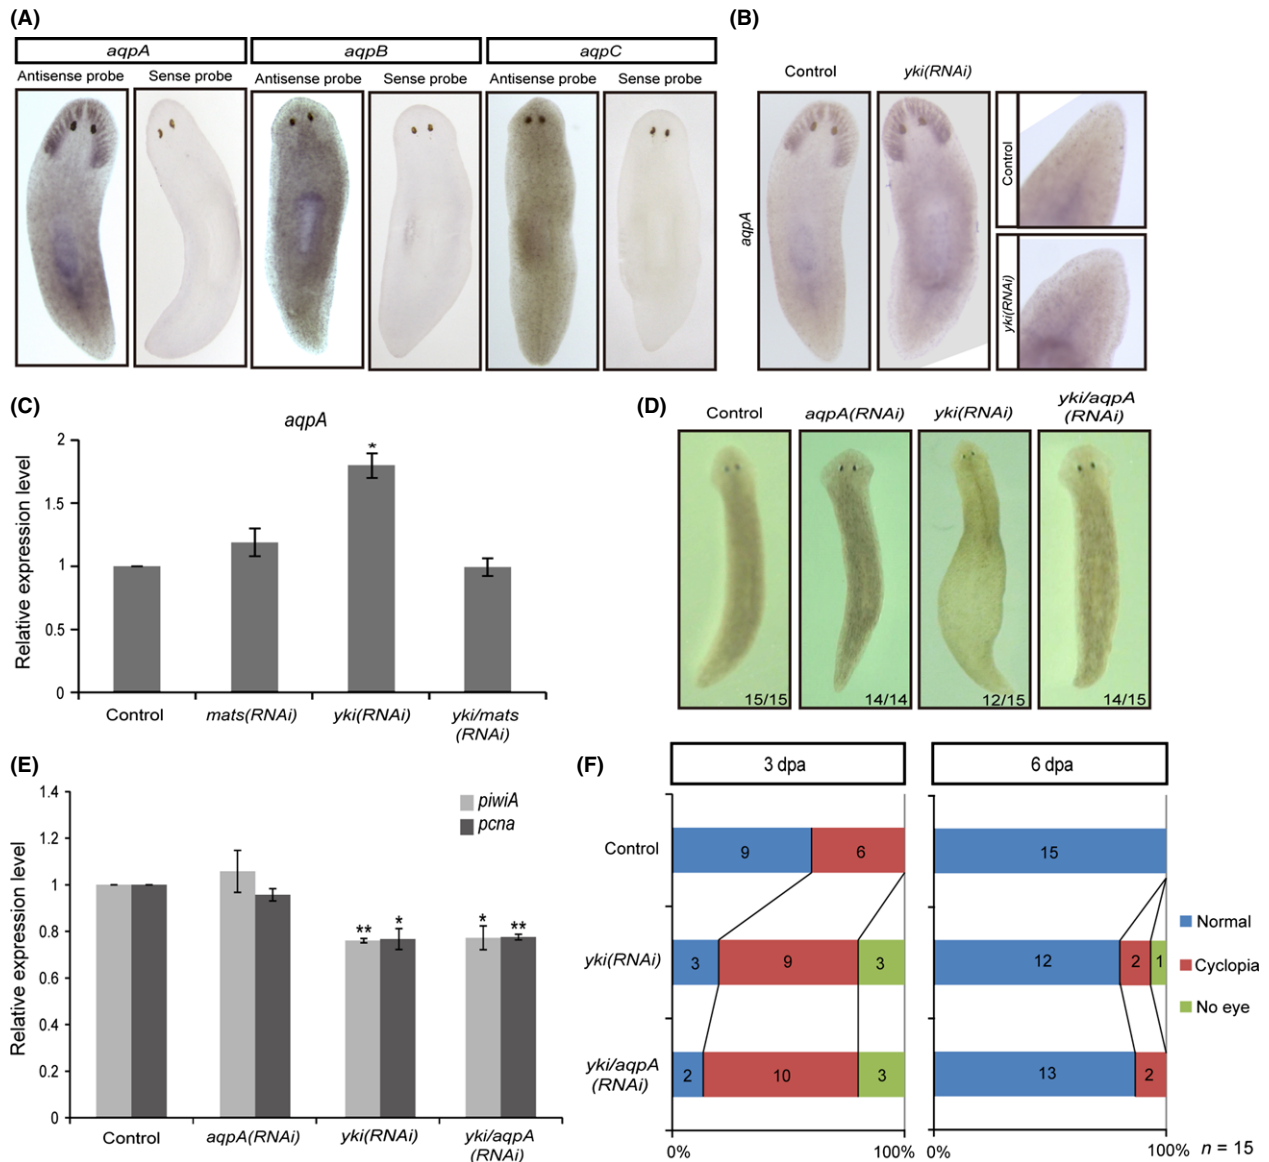 (A)
aqpA
aqpB
aqpC
Antisense probe
Sense probe
Antisense probe
Sense probe
Antisense probe
Sense probe
(B)
Control
yki(RNAi)
aqpA
Control
yki(RNAi)
(C)
aqpA
Relative expression level
2
1.5
1
0.5
0
*
Control
mats(RNAi)
yki(RNAi)
yki/mats
(RNAi)
(D)
Control
aqpA(RNAi)
yki(RNAi)
yki/aqpA
(RNAi)
15/15
14/14
12/15
14/15
(E)
Relative expression level
1.4
1.2
1
0.8
0.6
0.4
0.2
0
piwiA
pcna
** *
* **
Control
aqpA(RNAi)
yki(RNAi)
yki/aqpA
(RNAi)
(F)
3 dpa
6 dpa
Control
9 6
15
yki(RNAi)
3 9 3
12 2 1
yki/aqpA
(RNAi)
2 10 3
13 2
Normal
Cyclopia
No eye
0% 100%
0% 100%
n = 15